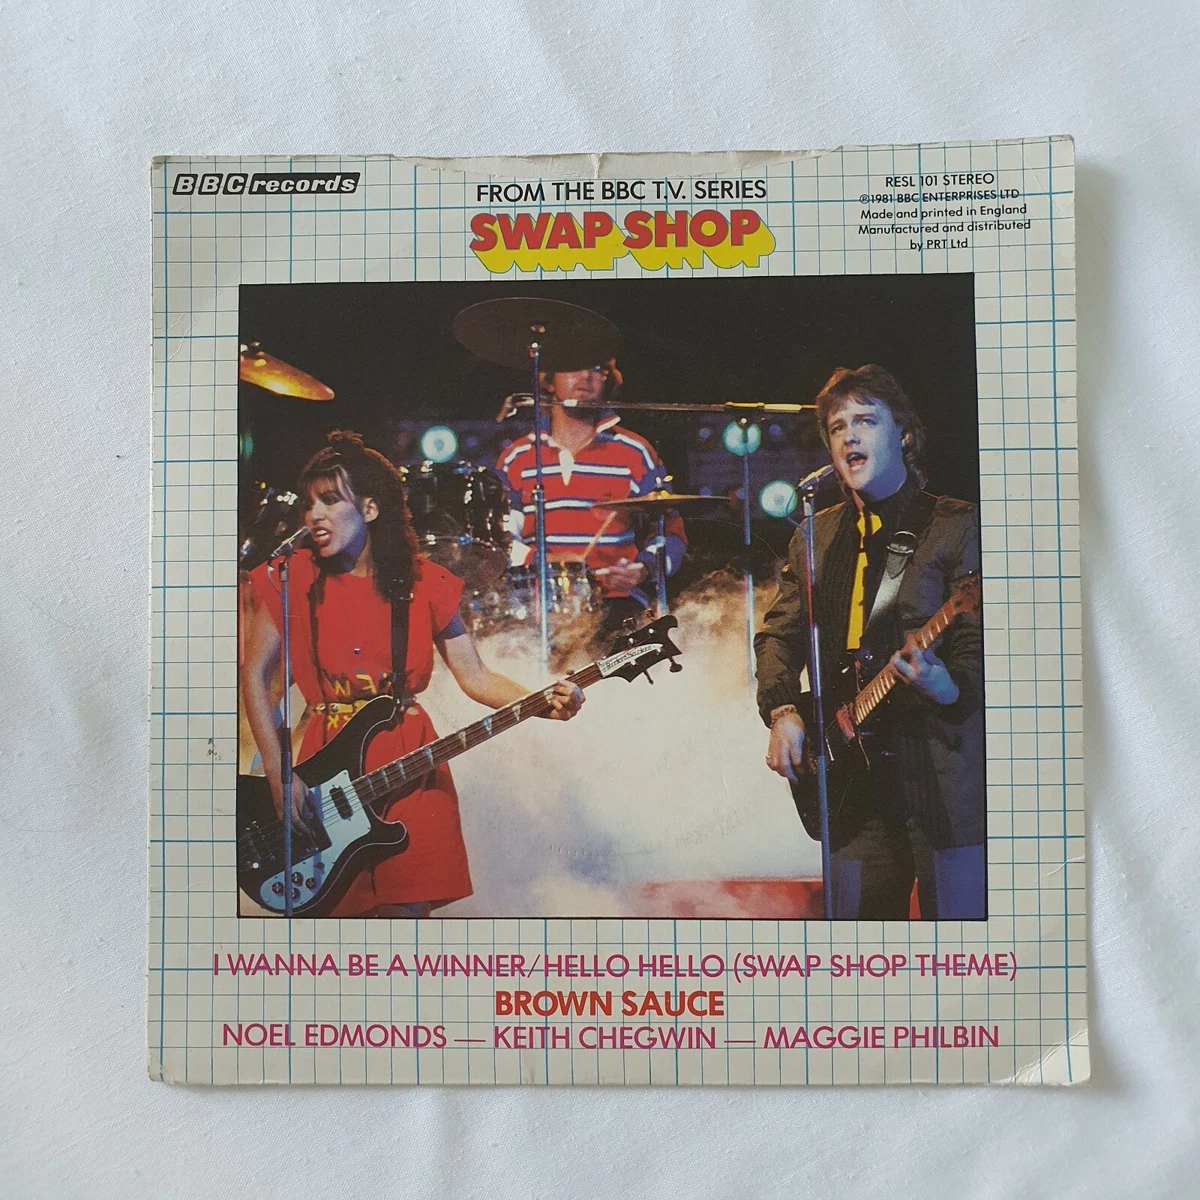 BBC records
FROM THE BBC T.V. SERIES
SWAP SHOP
RESL 101 STEREO
℗1981 BBC ENTERPRISES LTD
Made and printed in England
Manufactured and distributed
by PRT Ltd
Rickenbacker
I WANNA BE A WINNER/HELLO HELLO (SWAP SHOP THEME)
BROWN SAUCE
NOEL EDMONDS — KEITH CHEGWIN — MAGGIE PHILBIN